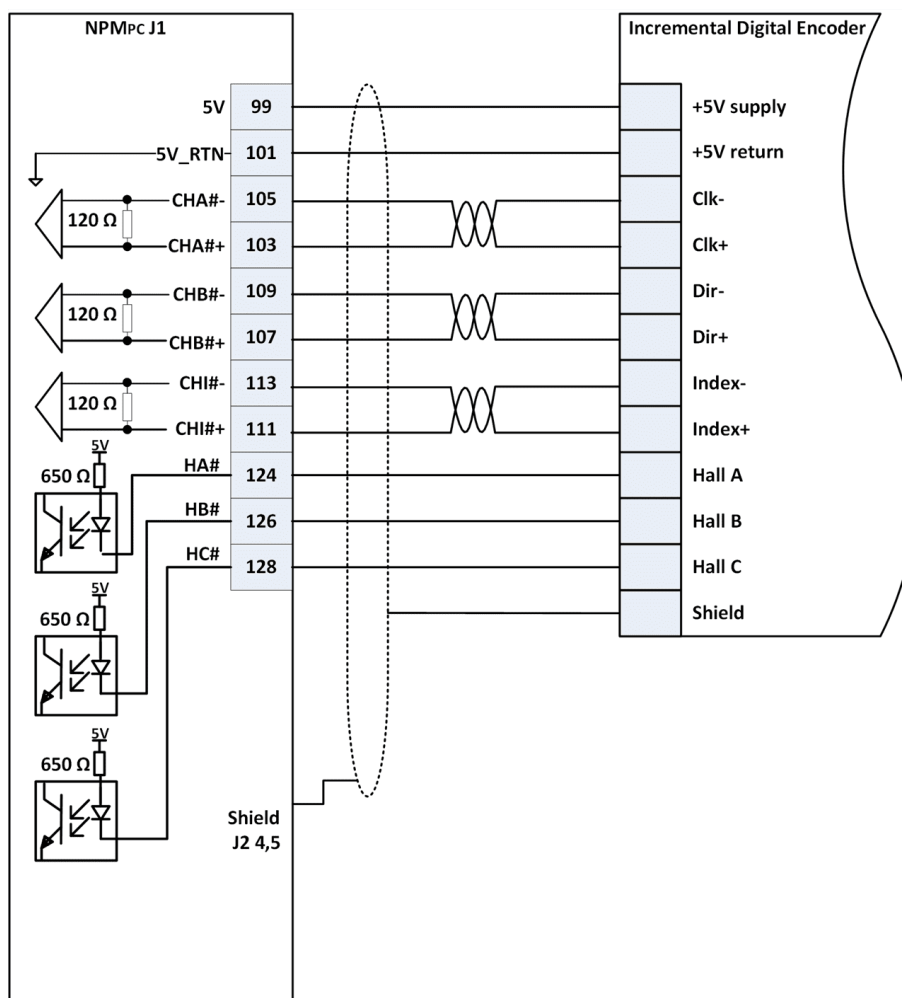 NPMPC J1
Incremental Digital Encoder
5V 99 +5V supply
5V_RTN 101 +5V return
CHA#- 105 Clk-
120 Ω
CHA#+ 103 Clk+
CHB#- 109 Dir-
120 Ω
CHB#+ 107 Dir+
CHI#- 113 Index-
120 Ω
CHI#+ 111 Index+
5V
650 Ω
HA# 124 Hall A
HB# 126 Hall B
HC# 128 Hall C
Shield
5V
650 Ω
5V
650 Ω
Shield
J2 4,5